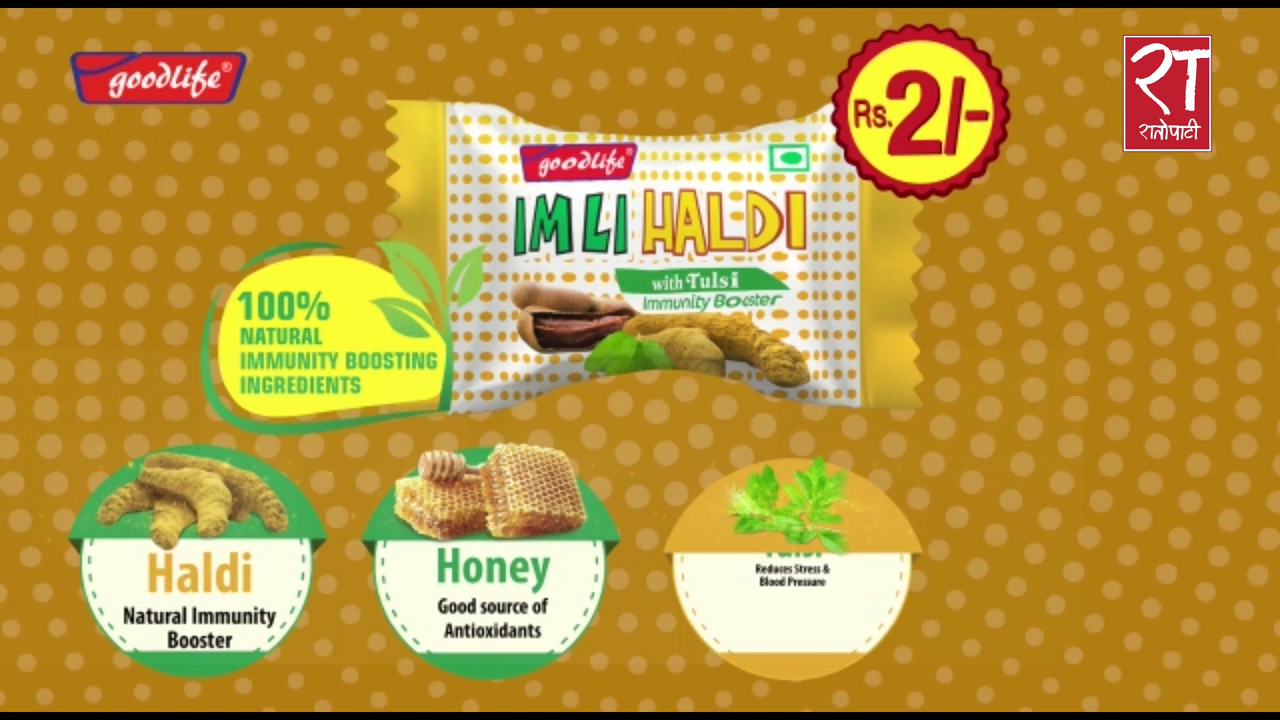 goodlife®
Rs. 2/-
रा
रातोपाटी
goodlife®
IMLI HALDI
with Tulsi
Immunity Booster
100%
NATURAL
IMMUNITY BOOSTING
INGREDIENTS
Haldi
Natural Immunity
Booster
Honey
Good source of
Antioxidants
Tulsi
Reduces Stress &
Blood Pressure